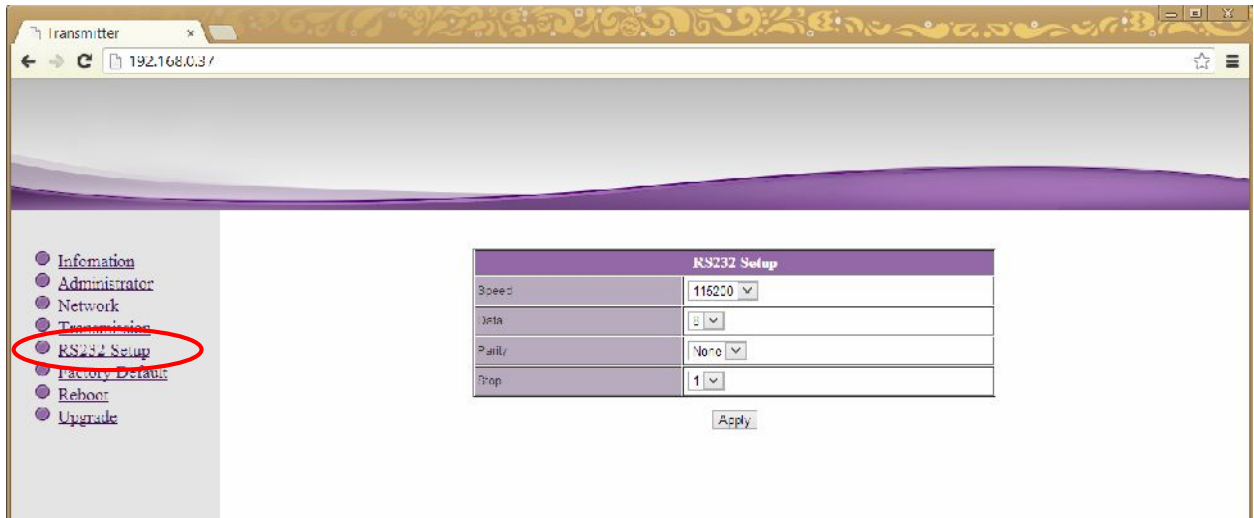 Transmitter
192.168.0.37
Infomation
Administrator
Network
Transmission
RS232 Setup
Factory Default
Reboot
Upgrade
RS232 Setup
Speed 115200
Data 8
Parity None
Stop 1
Apply